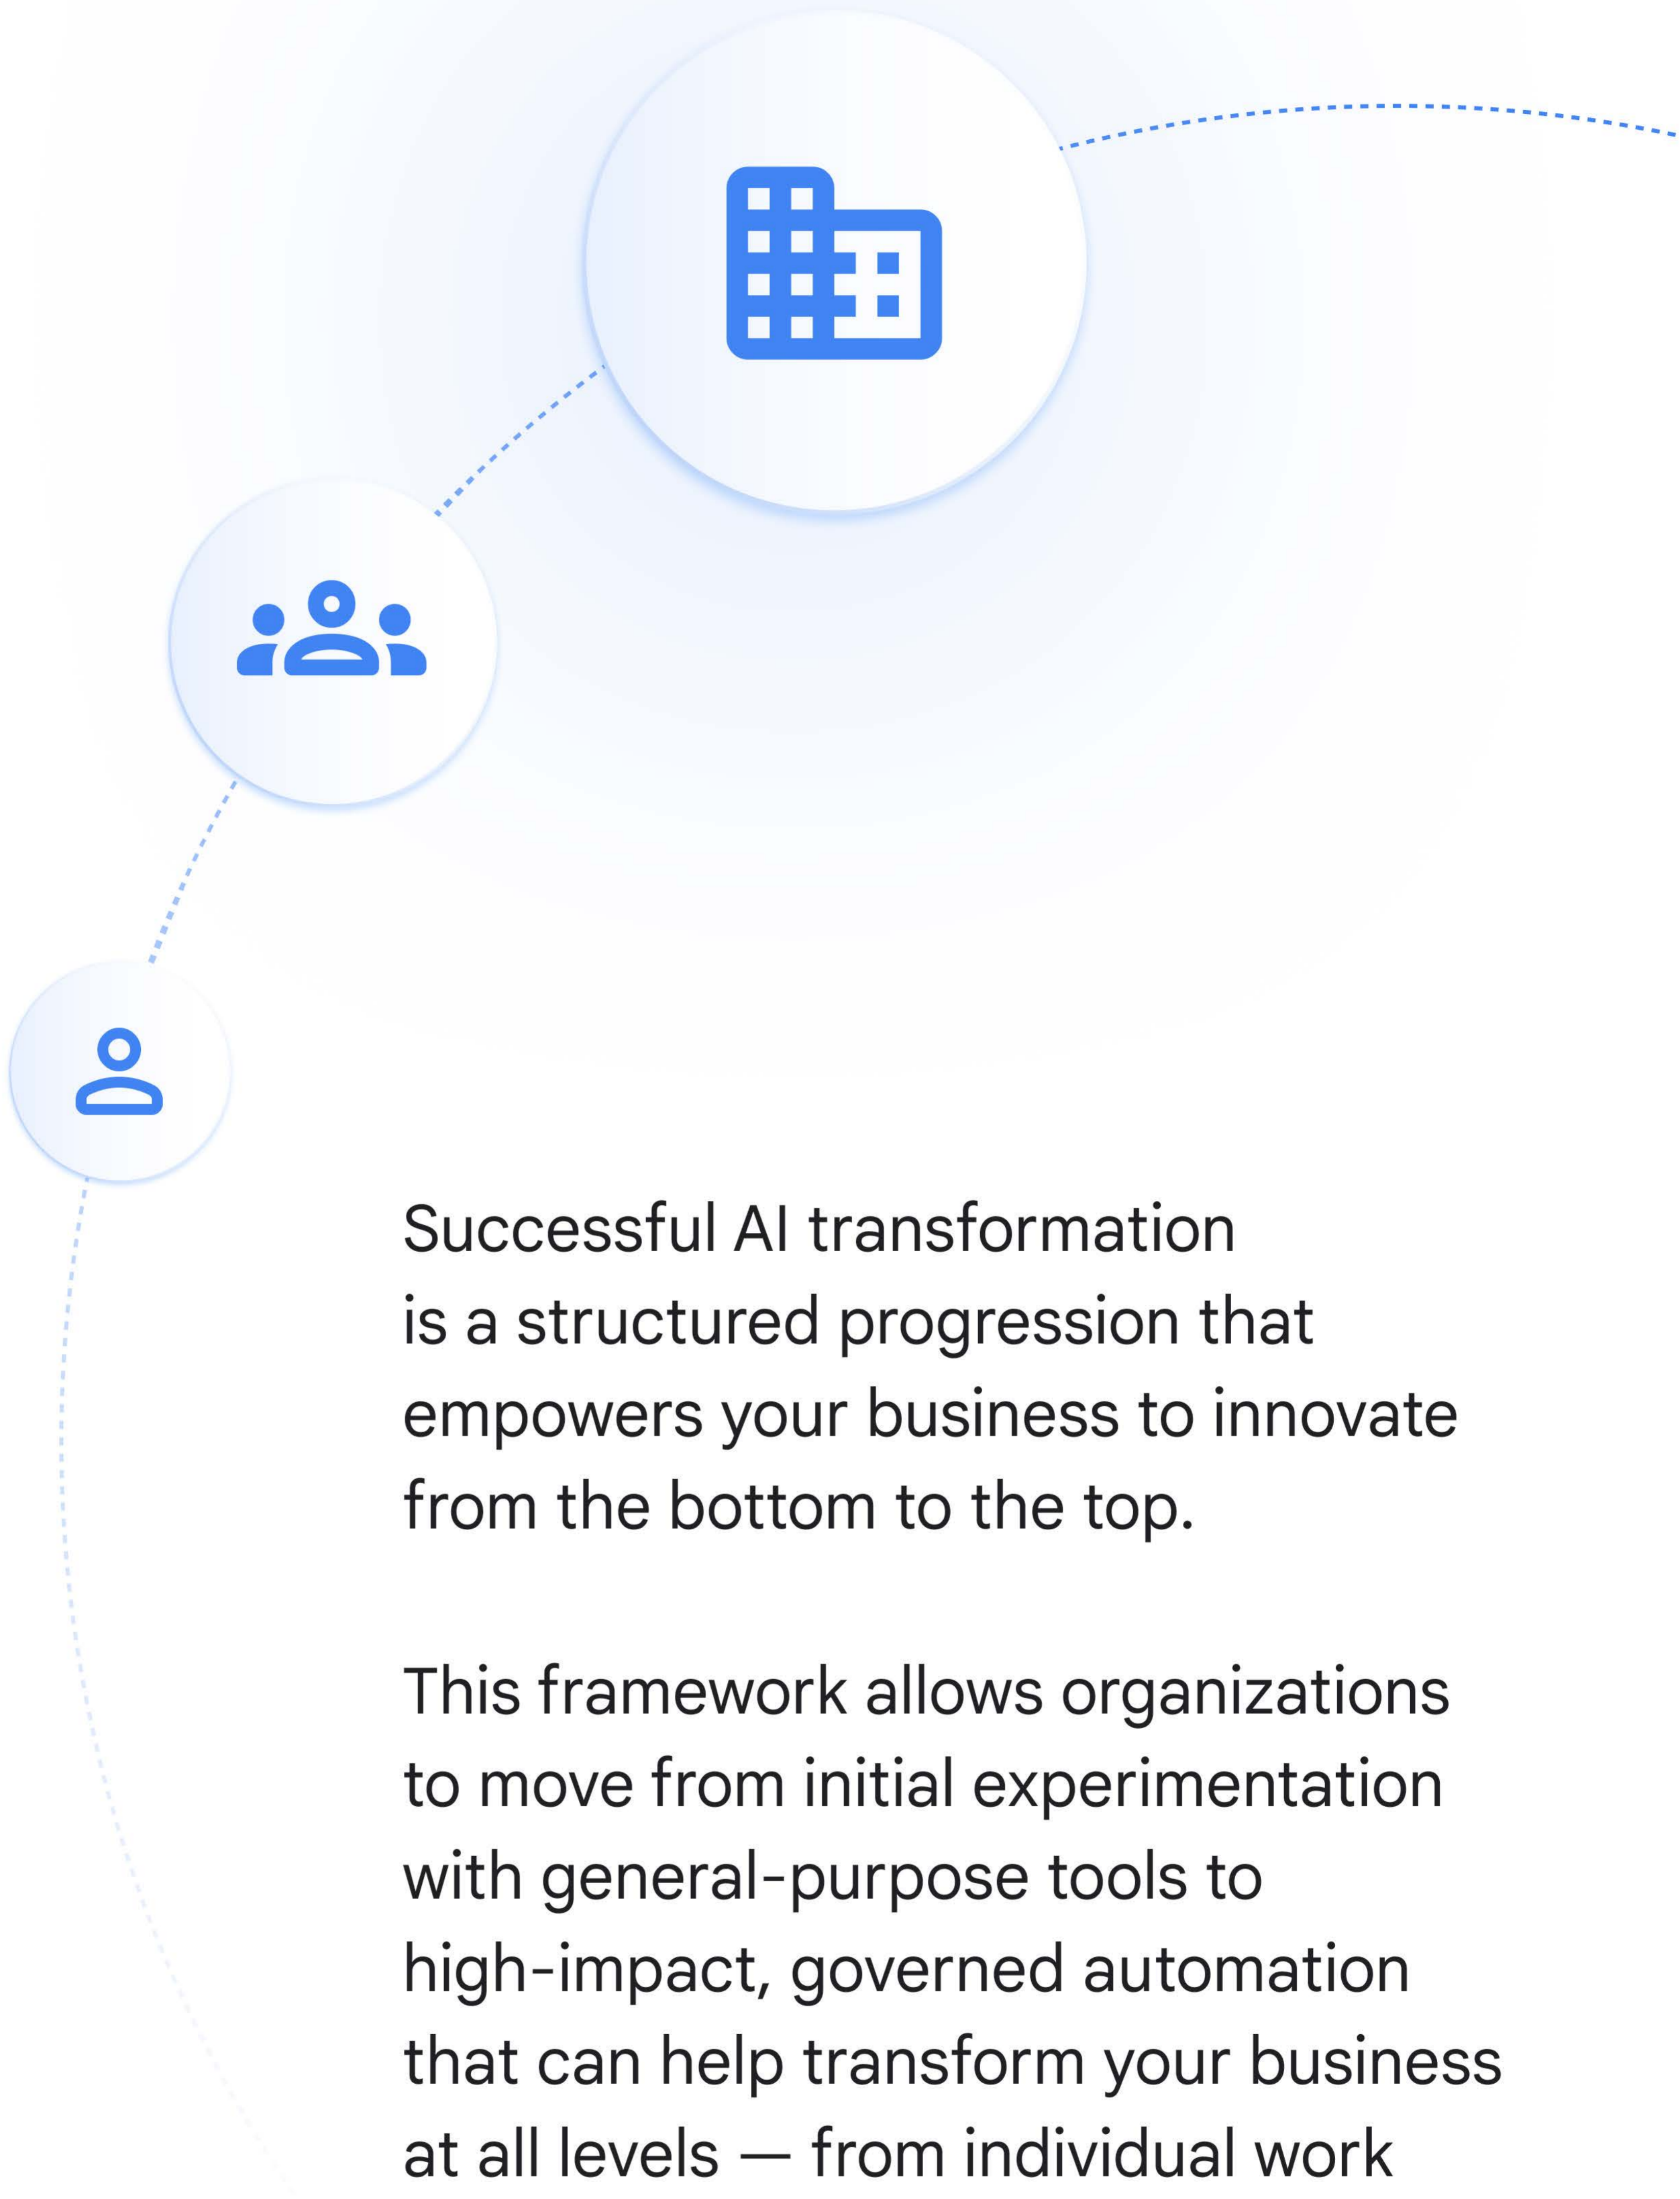 Successful AI transformation
is a structured progression that
empowers your business to innovate
from the bottom to the top.
This framework allows organizations
to move from initial experimentation
with general-purpose tools to
high-impact, governed automation
that can help transform your business
at all levels — from individual work